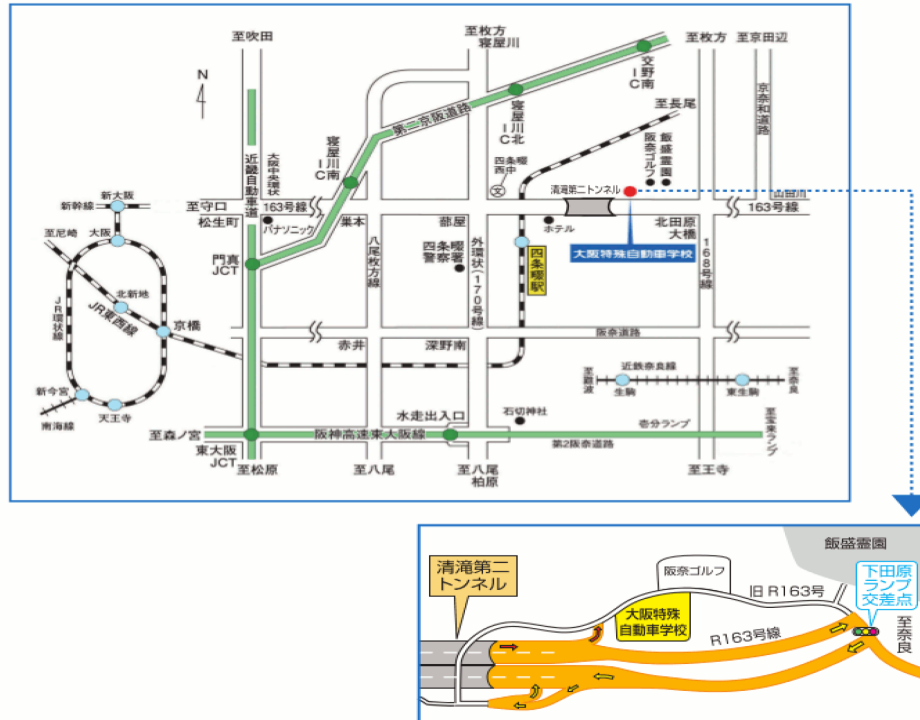 至吹田
至枚方
寝屋川
至枚方
至京田辺
N
交野南IC
寝屋川北IC
至長尾
京奈和道路
第二京阪道路
寝屋川南IC
近畿自動車道
大阪中央環状
四条畷西中
文
阪奈ゴルフ
飯盛霊園
清滝第二トンネル
山田川
新大阪
新幹線
至守口
松生町
163号線
巣本
蔀屋
163号線
パナソニック
ホテル
北田原
大橋
大阪特殊自動車学校
至尼崎
大阪
門真
JCT
八尾枚方線
四条畷
警察署
外環状(170号線)
四条畷駅
168号線
北新地
JR環状線
JR東西線
京橋
阪奈道路
赤井
深野南
近鉄奈良線
至難波
至奈良
生駒
東生駒
新今宮
天王寺
南海線
水走出入口
石切神社
壱分ランプ
至宝来ランプ
至森ノ宮
阪神高速東大阪線
第2阪奈道路
東大阪
JCT
至松原
至八尾
至八尾
柏原
至王寺
飯盛霊園
清滝第二
トンネル
阪奈ゴルフ
下田原
ランプ
交差点
旧 R163号
大阪特殊
自動車学校
R163号線
至奈良